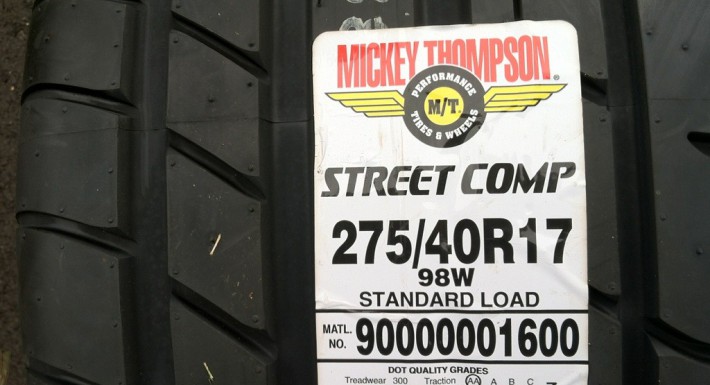 MICKEY THOMPSON®
PERFORMANCE
M/T
TIRES & WHEELS
STREET COMP
275/40R17
98W
STANDARD LOAD
MATL. NO. 90000001600
DOT QUALITY GRADES
Treadwear 300 Traction AA A B C